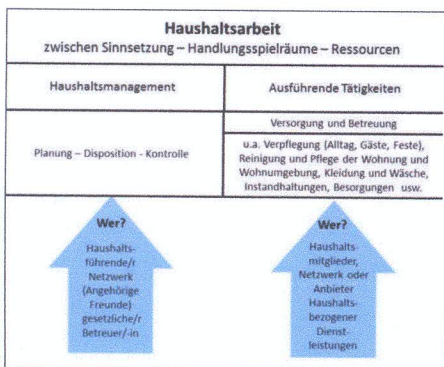 Haushaltsarbeit
zwischen Sinnsetzung – Handlungsspielräume – Ressourcen
Haushaltsmanagement
Ausführende Tätigkeiten
Planung – Disposition - Kontrolle
Versorgung und Betreuung
u.a. Verpflegung (Alltag, Gäste, Feste),
Reinigung und Pflege der Wohnung und
Wohnumgebung, Kleidung und Wäsche,
Instandhaltungen, Besorgungen usw.
Wer?
Haushalts-
führende/r
Netzwerk
(Angehörige
Freunde)
gesetzliche/r
Betreuer/-in
Wer?
Haushalts-
mitglieder,
Netzwerk oder
Anbieter
Haushalts-
bezogener
Dienst-
leistungen